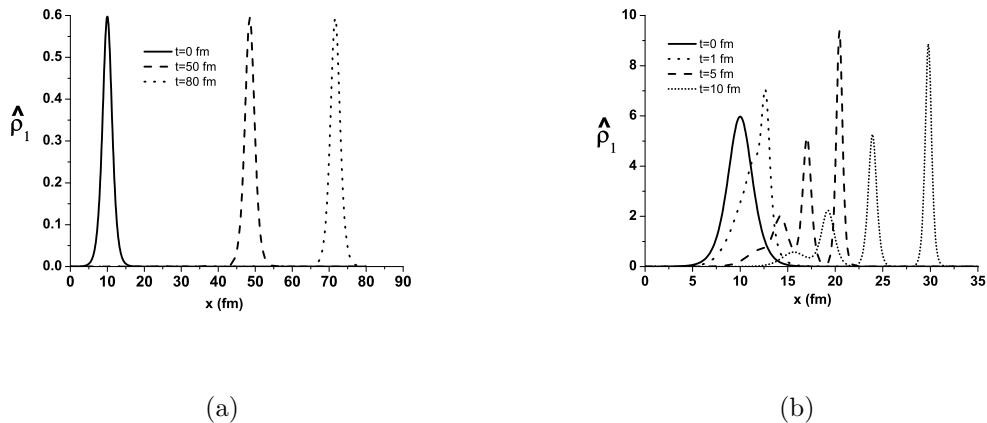 0.6
0.5
0.4
0.3
0.2
0.1
0.0
ρ̂₁
t=0 fm
t=50 fm
t=80 fm
0 10 20 30 40 50 60 70 80 90
x (fm)
(a)
10
8
6
4
2
0
ρ̂₁
t=0 fm
t=1 fm
t=5 fm
t=10 fm
0 5 10 15 20 25 30 35
x (fm)
(b)